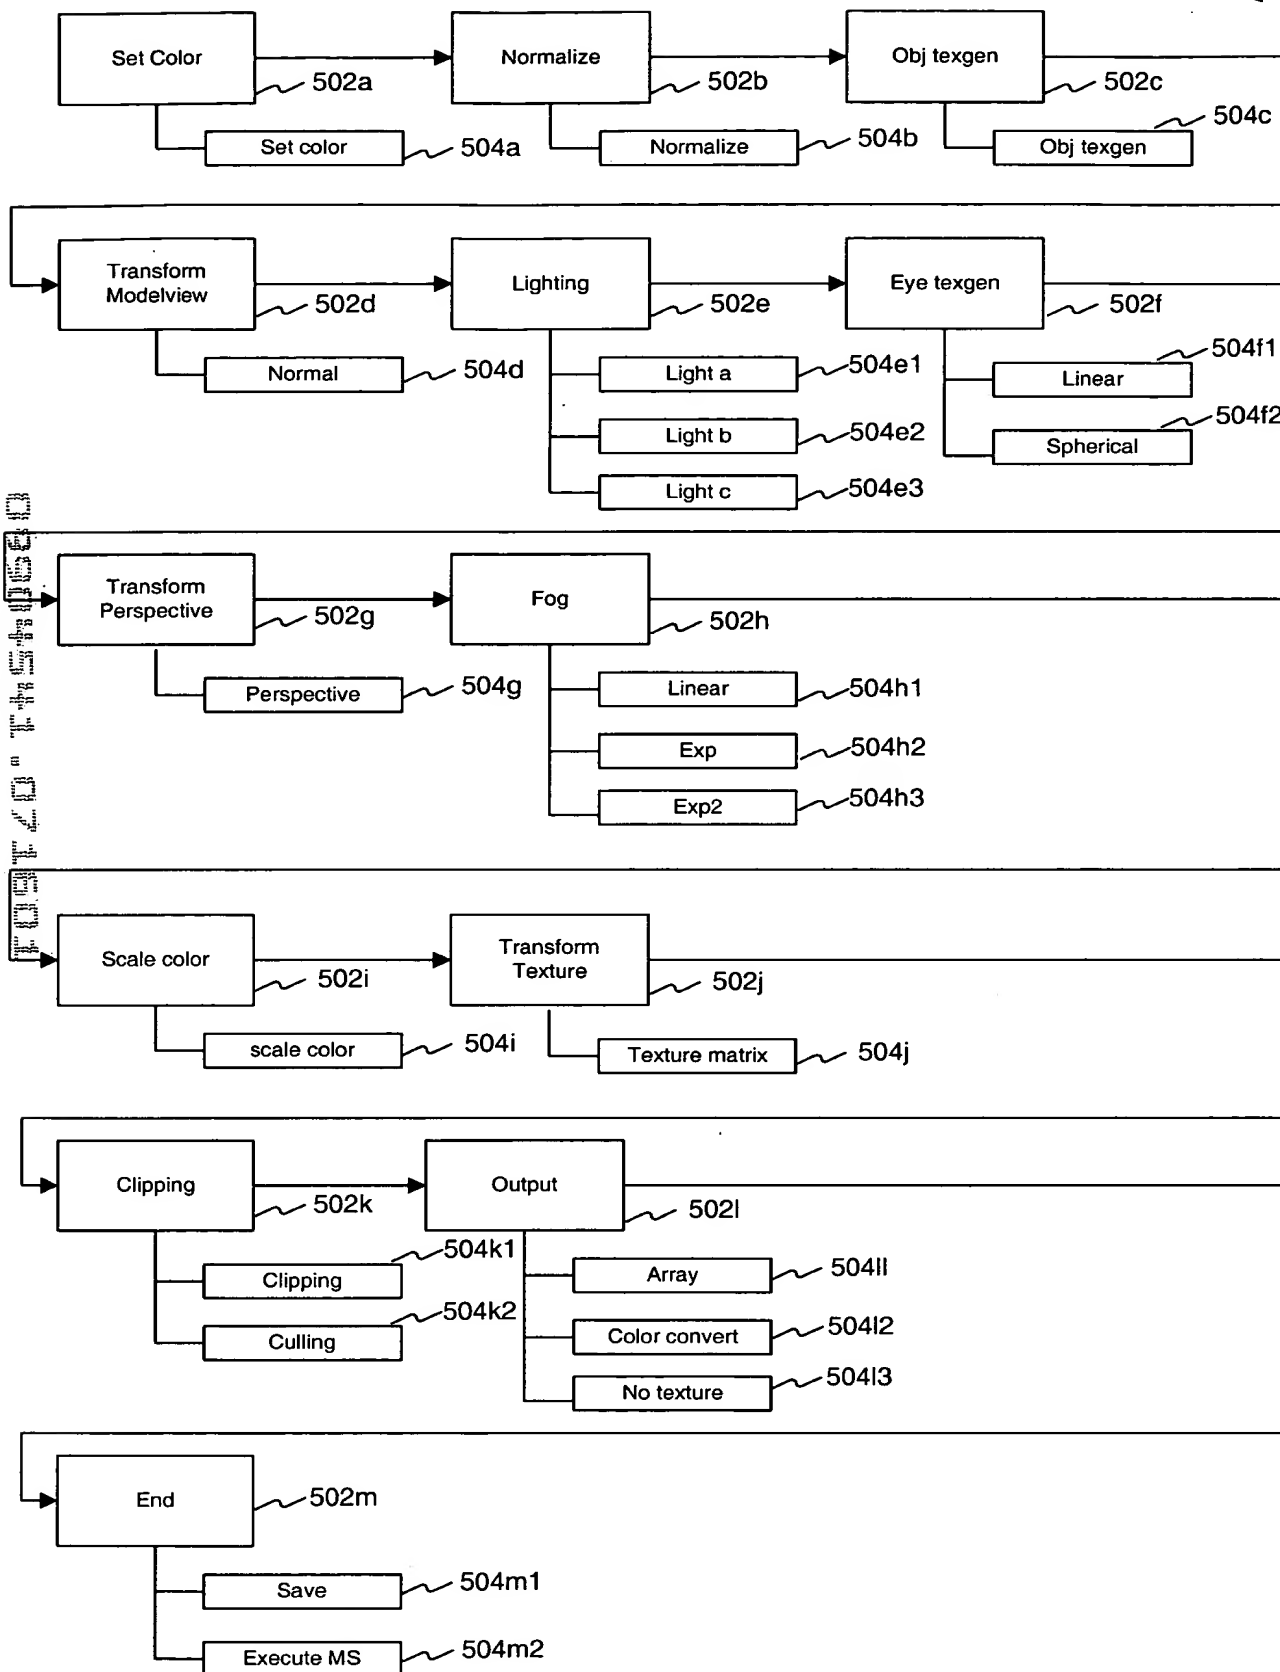 Set Color
502a
Normalize
502b
Obj texgen
502c
Set color
504a
Normalize
504b
Obj texgen
504c
Transform
Modelview
502d
Lighting
502e
Eye texgen
502f
Normal
504d
Light a
504e1
Light b
504e2
Light c
504e3
Linear
504f1
Spherical
504f2
Transform
Perspective
502g
Fog
502h
Perspective
504g
Linear
504h1
Exp
504h2
Exp2
504h3
Scale color
502i
Transform
Texture
502j
scale color
504i
Texture matrix
504j
Clipping
502k
Output
502l
Clipping
504k1
Culling
504k2
Array
504ll
Color convert
504l2
No texture
504l3
End
502m
Save
504m1
Execute MS
504m2